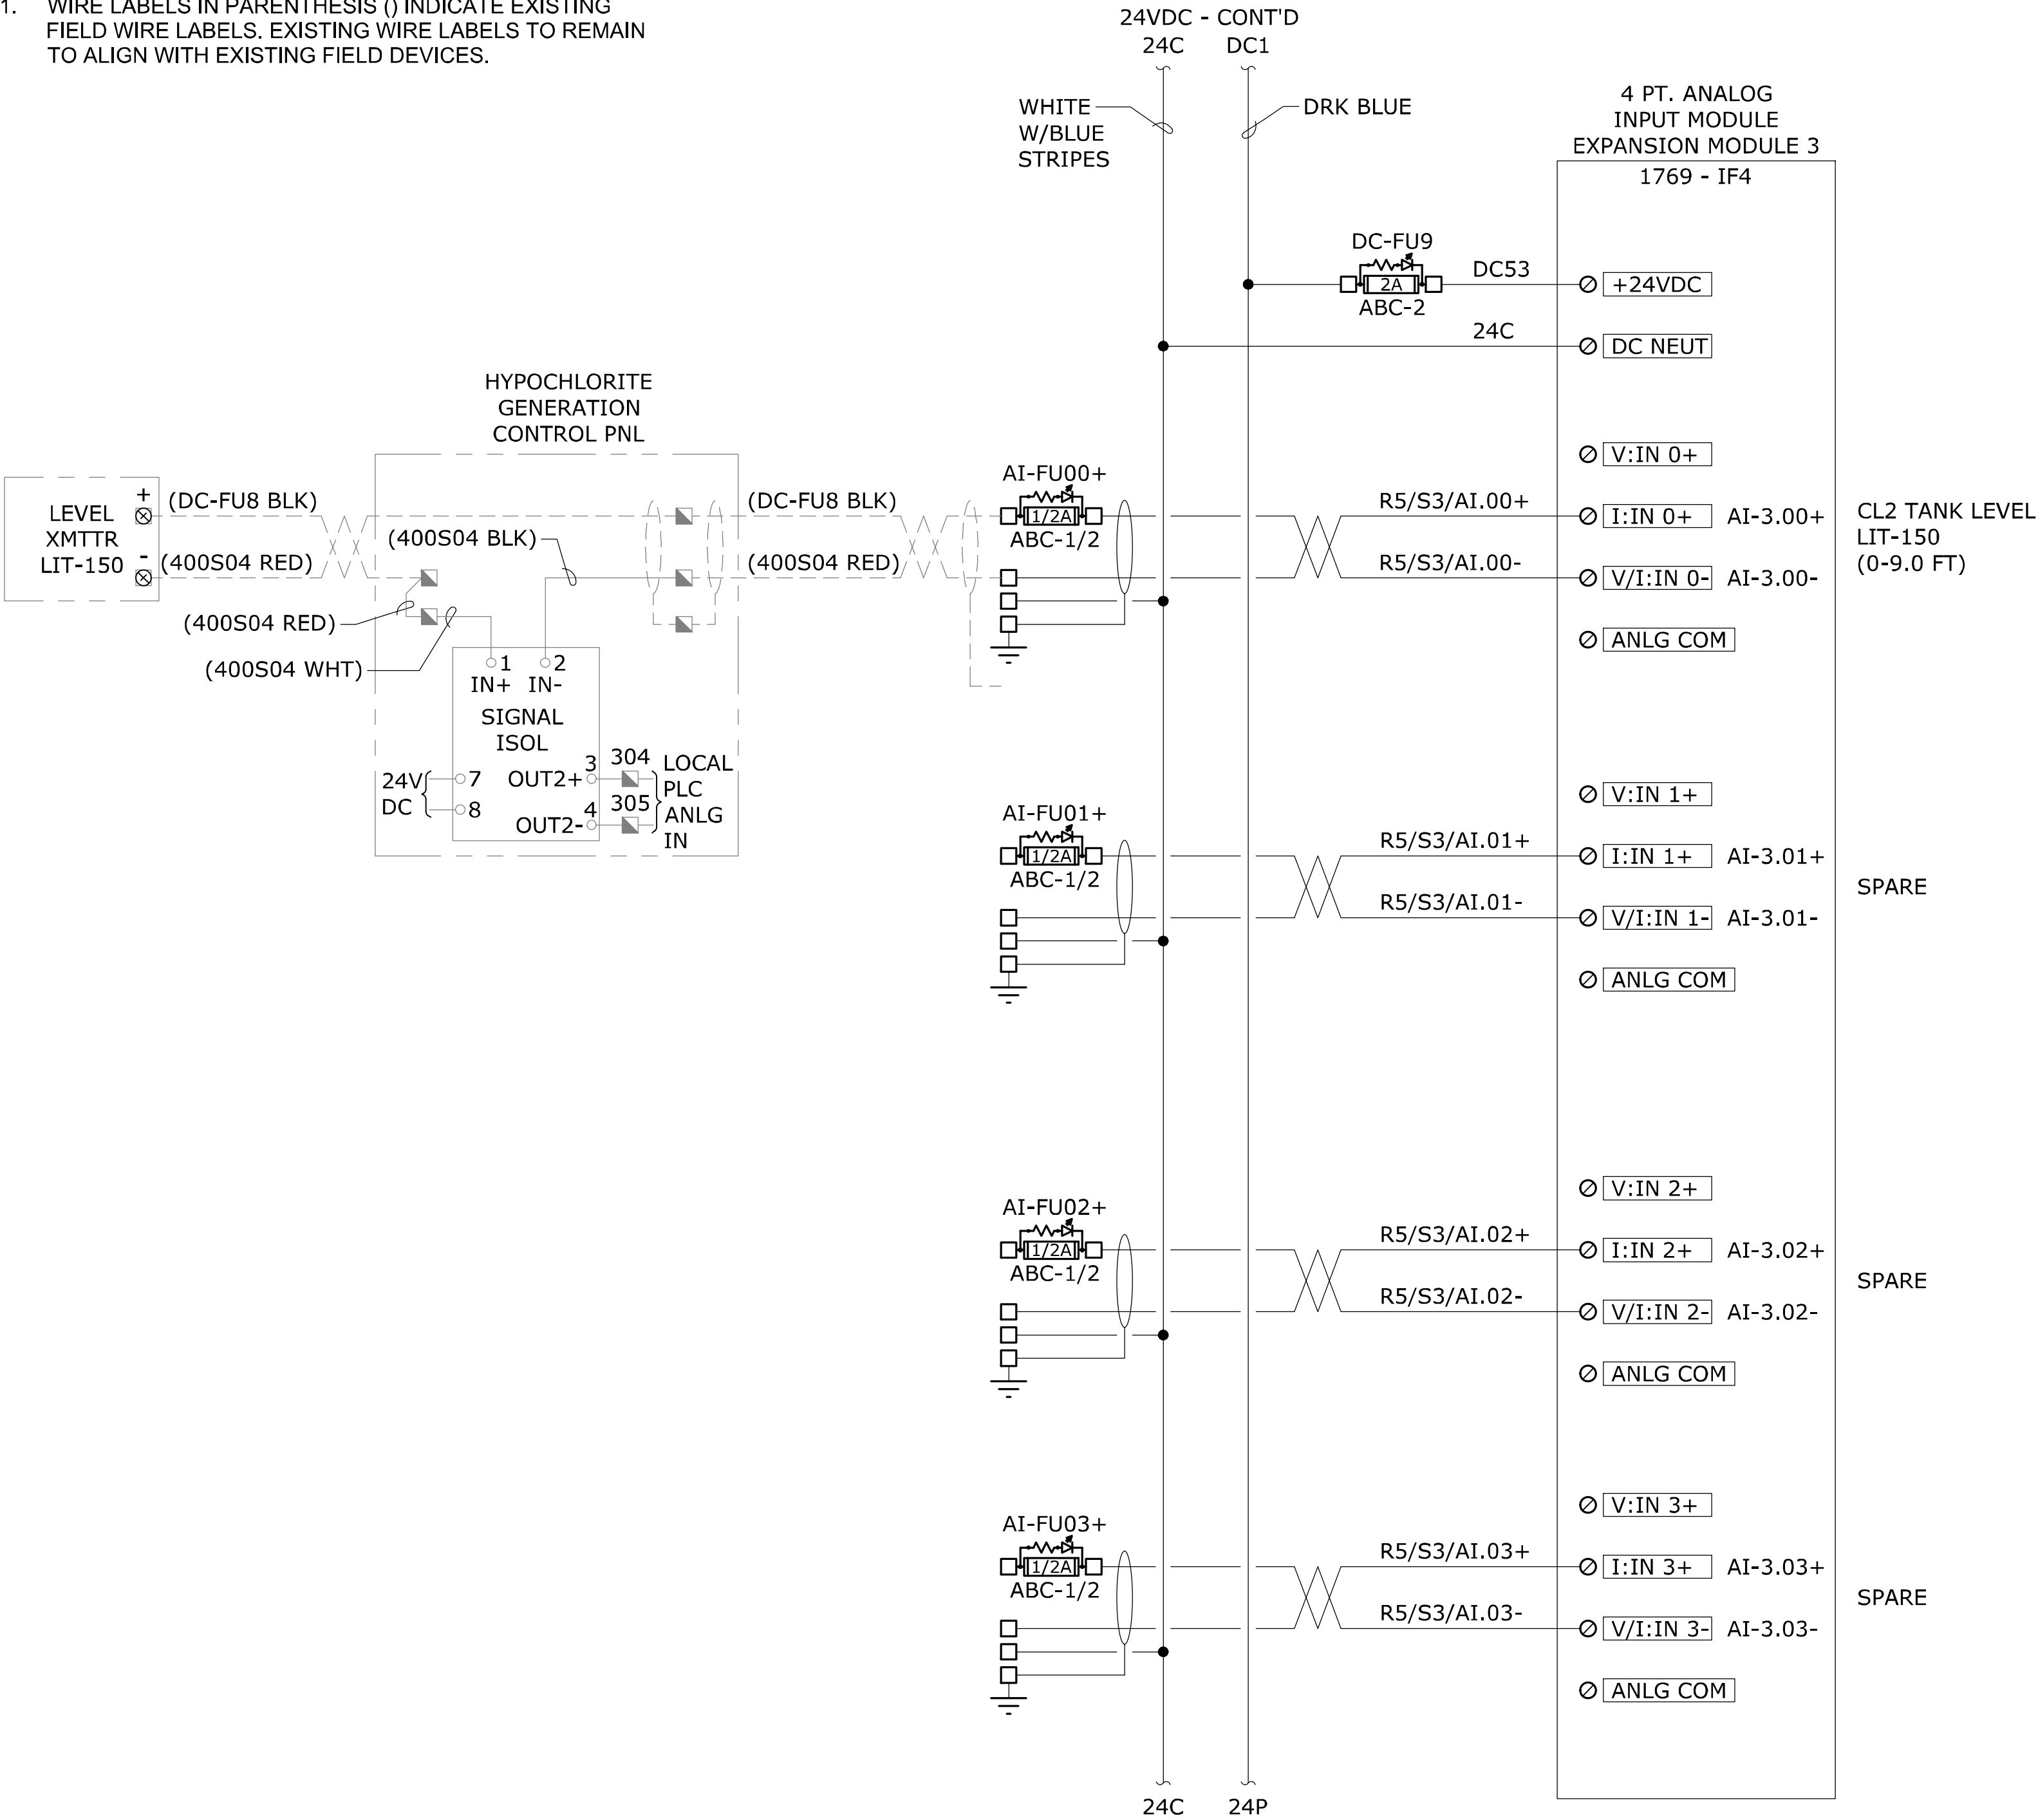 1. WIRE LABELS IN PARENTHESIS () INDICATE EXISTING
FIELD WIRE LABELS. EXISTING WIRE LABELS TO REMAIN
TO ALIGN WITH EXISTING FIELD DEVICES.
24VDC - CONT'D
24C DC1
WHITE
W/BLUE
STRIPES
DRK BLUE
4 PT. ANALOG
INPUT MODULE
EXPANSION MODULE 3
1769 - IF4
DC-FU9
2A
ABC-2
DC53
+24VDC
24C
DC NEUT
HYPOCHLORITE
GENERATION
CONTROL PNL
LEVEL
XMTTR
LIT-150
+
-
(DC-FU8 BLK)
(400S04 RED)
(400S04 BLK)
(400S04 RED)
(400S04 WHT)
(DC-FU8 BLK)
(400S04 RED)
1 2
IN+ IN-
SIGNAL
ISOL
24V
DC
7
8
OUT2+
3
304
OUT2-
4
305
LOCAL
PLC
ANLG
IN
AI-FU00+
1/2A
ABC-1/2
V:IN 0+
R5/S3/AI.00+
I:IN 0+ AI-3.00+
R5/S3/AI.00-
V/I:IN 0- AI-3.00-
ANLG COM
CL2 TANK LEVEL
LIT-150
(0-9.0 FT)
AI-FU01+
1/2A
ABC-1/2
V:IN 1+
R5/S3/AI.01+
I:IN 1+ AI-3.01+
R5/S3/AI.01-
V/I:IN 1- AI-3.01-
ANLG COM
SPARE
AI-FU02+
1/2A
ABC-1/2
V:IN 2+
R5/S3/AI.02+
I:IN 2+ AI-3.02+
R5/S3/AI.02-
V/I:IN 2- AI-3.02-
ANLG COM
SPARE
AI-FU03+
1/2A
ABC-1/2
V:IN 3+
R5/S3/AI.03+
I:IN 3+ AI-3.03+
R5/S3/AI.03-
V/I:IN 3- AI-3.03-
ANLG COM
SPARE
24C 24P